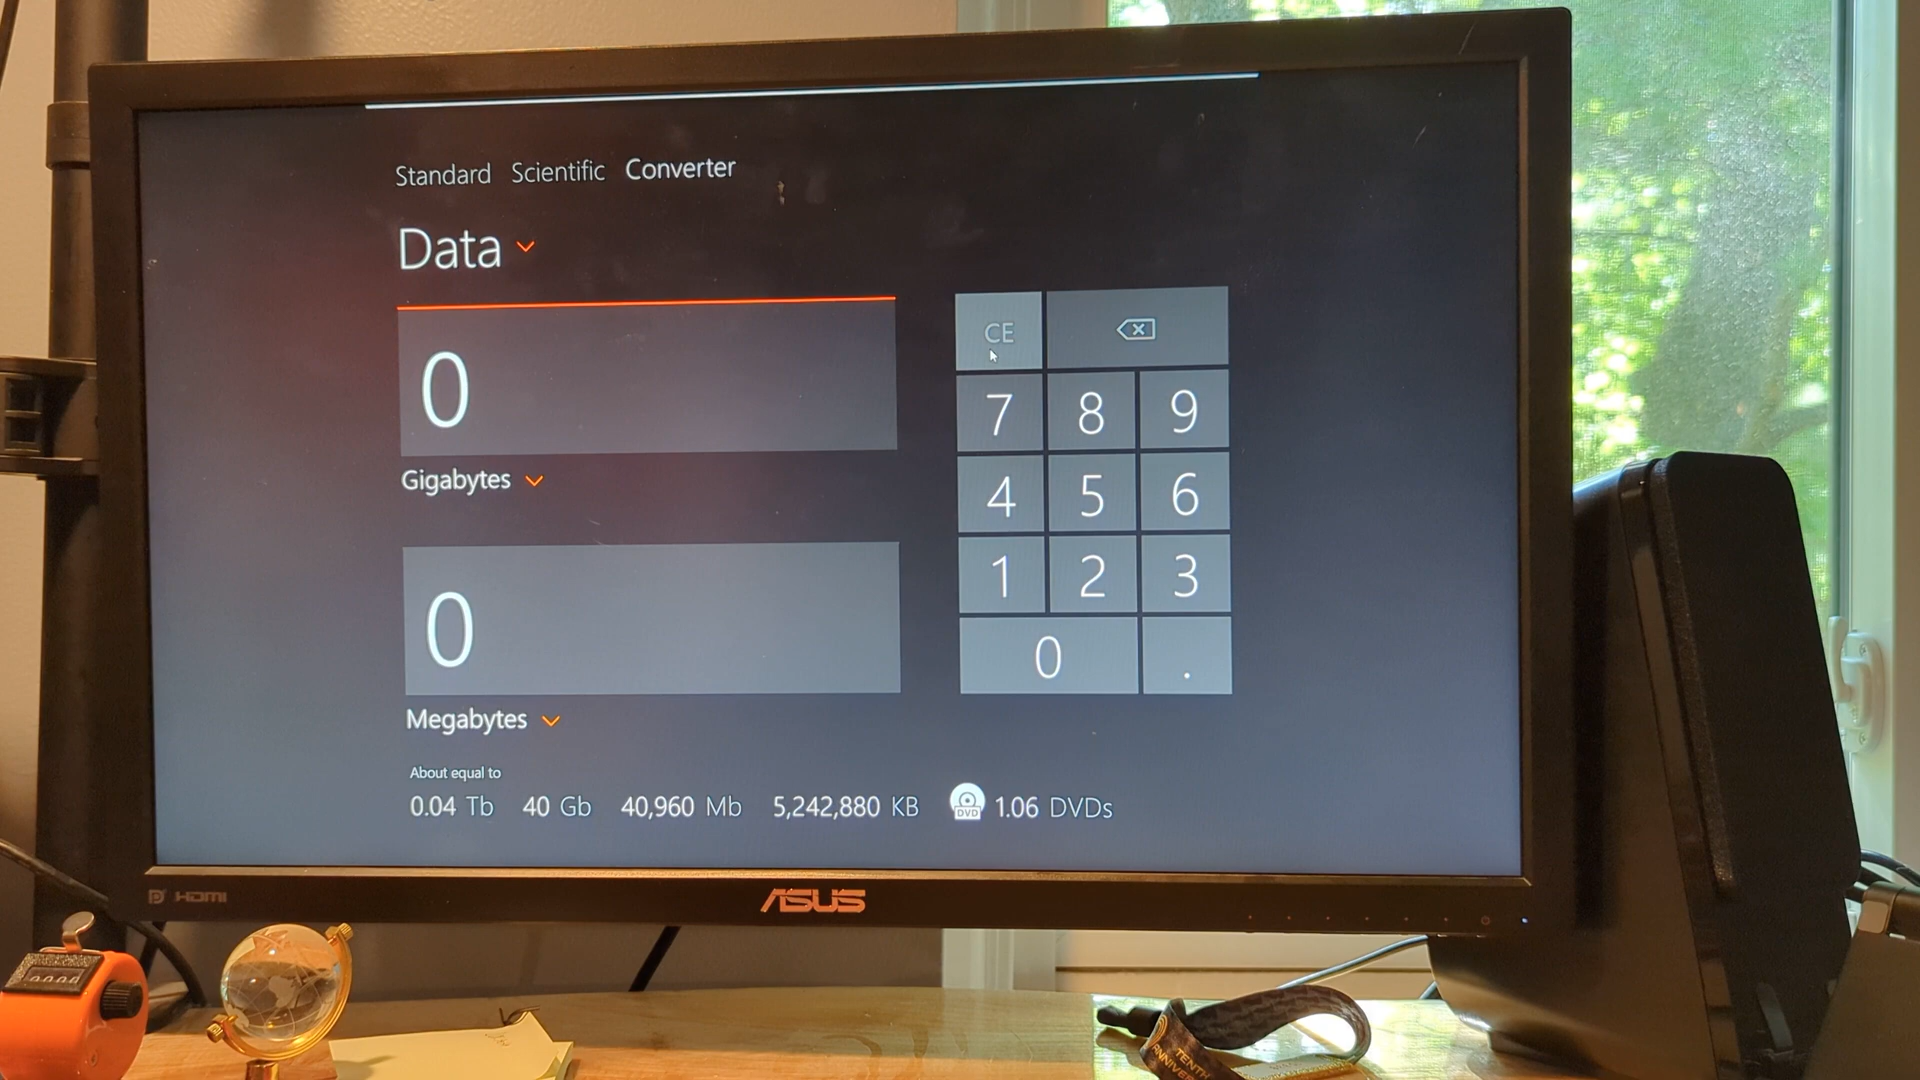 Standard Scientific Converter
Data
0
CE
7 8 9
Gigabytes
4 5 6
0
1 2 3
0 .
Megabytes
About equal to
0.04 Tb 40 Gb 40,960 Mb 5,242,880 KB DVD 1.06 DVDs
HDMI
ASUS
TENTH